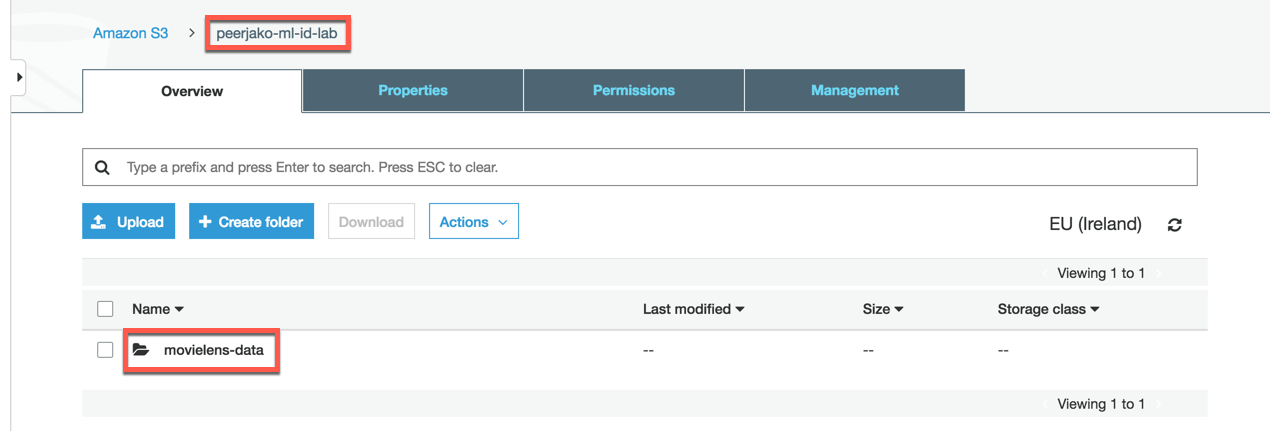 Amazon S3 > peerjako-ml-id-lab
Overview Properties Permissions Management
Type a prefix and press Enter to search. Press ESC to clear.
Upload + Create folder Download Actions EU (Ireland)
Viewing 1 to 1
Name Last modified Size Storage class
movielens-data -- -- --
Viewing 1 to 1